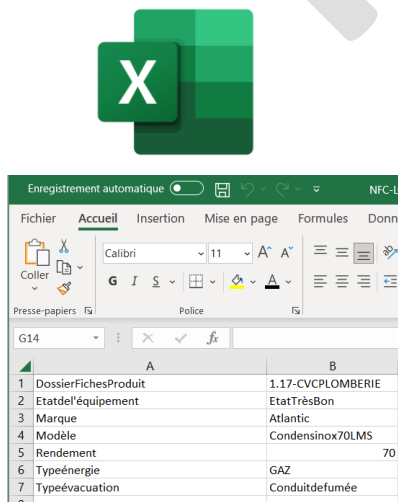 X
Enregistrement automatique
NFC-L
Fichier Accueil Insertion Mise en page Formules Donn
Coller
Calibri 11 A A
G I S A
Presse-papiers Police
G14 fx
A B
1 DossierFichesProduit 1.17-CVCPLOMBERIE
2 Etatdel'équipement EtatTrèsBon
3 Marque Atlantic
4 Modèle Condensinox70LMS
5 Rendement 70
6 Typeénergie GAZ
7 Typeévacuation Conduitdefumée